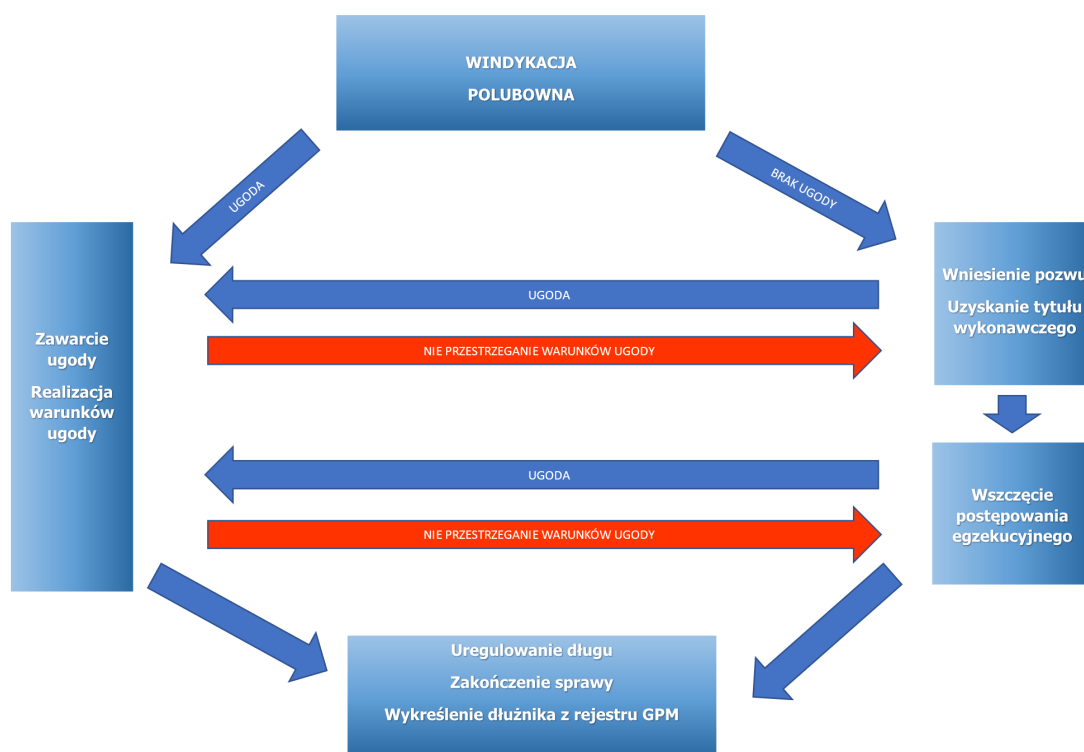 WINDYKACJA
POLUBOWNA
UGODA
BRAK UGODY
Zawarcie
ugody
Realizacja
warunków
ugody
UGODA
NIE PRZESTRZEGANIE WARUNKÓW UGODY
Wniesienie pozwu
Uzyskanie tytułu
wykonawczego
UGODA
NIE PRZESTRZEGANIE WARUNKÓW UGODY
Wszczęcie
postępowania
egzekucyjnego
Uregulowanie długu
Zakończenie sprawy
Wykreślenie dłużnika z rejestru GPM